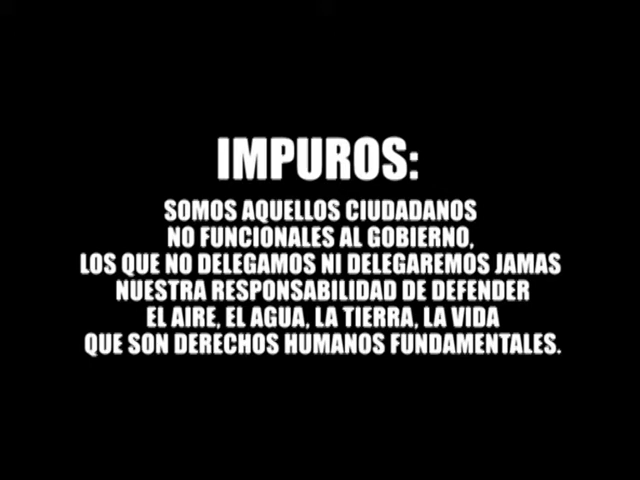 IMPUROS:
SOMOS AQUELLOS CIUDADANOS
NO FUNCIONALES AL GOBIERNO,
LOS QUE NO DELEGAMOS NI DELEGAREMOS JAMAS
NUESTRA RESPONSABILIDAD DE DEFENDER
EL AIRE, EL AGUA, LA TIERRA, LA VIDA
QUE SON DERECHOS HUMANOS FUNDAMENTALES.